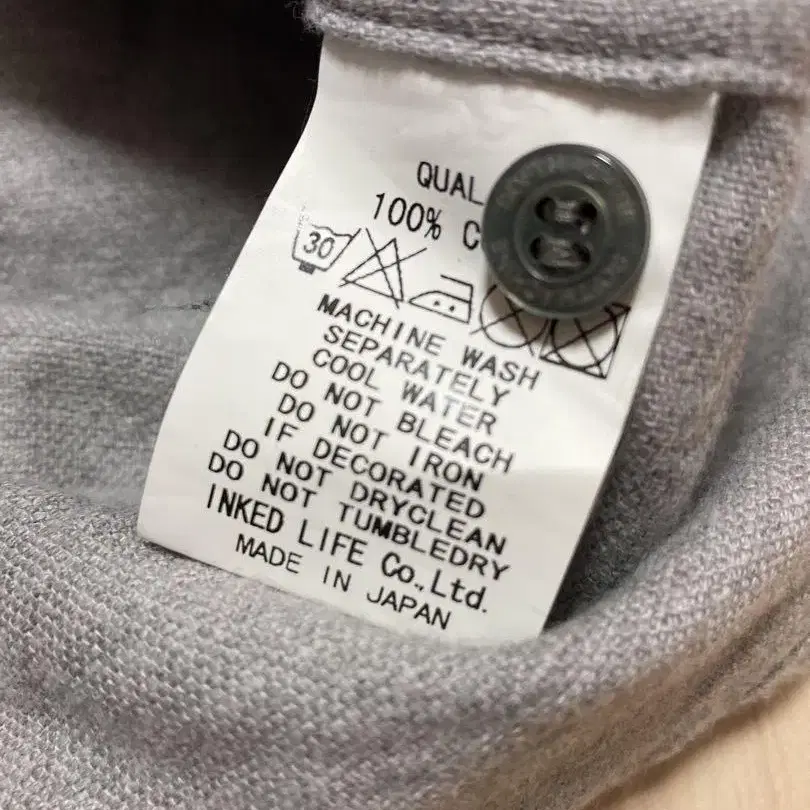 100%
30
MACHINE WASH
SEPARATELY
COOL WATER
DO NOT BLEACH
DO NOT IRON
IF DECORATED
DO NOT DRYCLEAN
DO NOT TUMBLEDRY
INKED LIFE Co.,Ltd.
MADE IN JAPAN